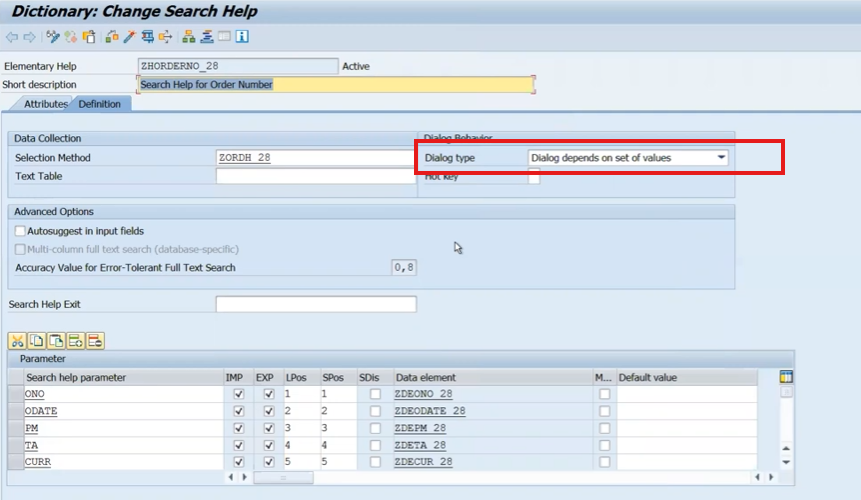 Dictionary: Change Search Help
Elementary Help ZHORDERNO_28 Active
Short description Search Help for Order Number
Attributes Definition
Data Collection Dialog Behavior
Selection Method ZORDH_28 Dialog type Dialog depends on set of values
Text Table Hot key
Advanced Options
Autosuggest in input fields
Multi-column full text search (database-specific)
Accuracy Value for Error-Tolerant Full Text Search 0,8
Search Help Exit
Parameter
Search help parameter IMP EXP LPos SPos SDis Data element M... Default value
ONO 1 1 ZDEONO_28
ODATE 2 2 ZDEODATE_28
PM 3 3 ZDEPM_28
TA 4 4 ZDETA_28
CURR 5 5 ZDECUR_28